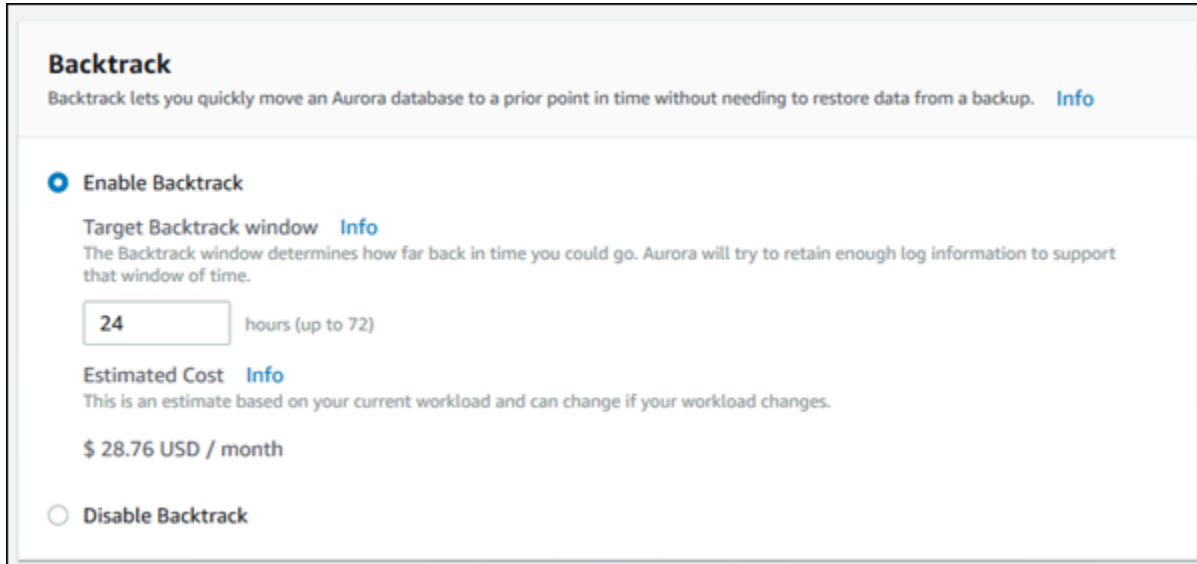 Backtrack
Backtrack lets you quickly move an Aurora database to a prior point in time without needing to restore data from a backup. Info
Enable Backtrack
Target Backtrack window Info
The Backtrack window determines how far back in time you could go. Aurora will try to retain enough log information to support
that window of time.
24 hours (up to 72)
Estimated Cost Info
This is an estimate based on your current workload and can change if your workload changes.
$ 28.76 USD / month
Disable Backtrack